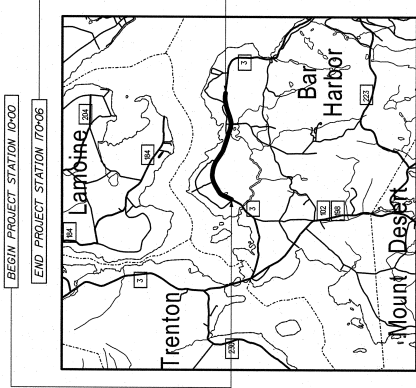 BEGIN PROJECT STATION 10+00
END PROJECT STATION 170+06
204
Lamoine
184
184
3
3
Bar
Harbor
223
3
102
198
3
Trenton
230
Mount Desert